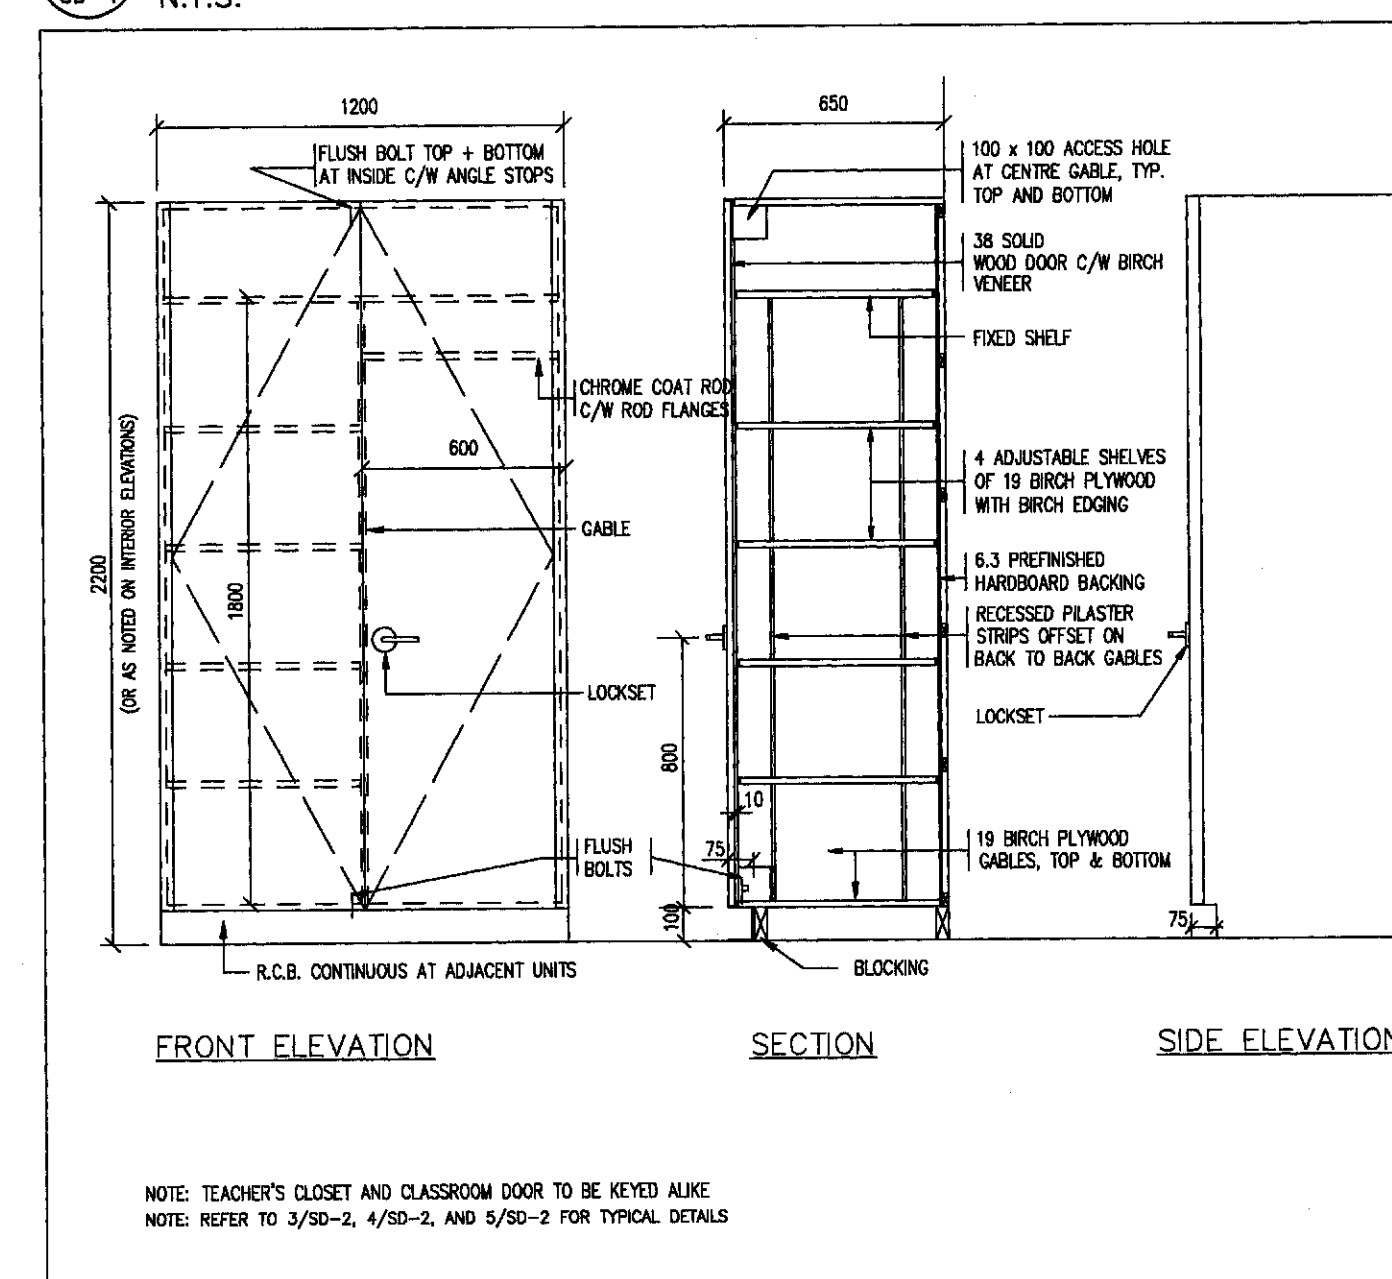 N.T.S.
1200
FLUSH BOLT TOP + BOTTOM
AT INSIDE C/W ANGLE STOPS
650
100 x 100 ACCESS HOLE
AT CENTRE GABLE, TYP.
TOP AND BOTTOM
38 SOLID
WOOD DOOR C/W BIRCH
VENEER
FIXED SHELF
CHROME COAT ROD
C/W ROD FLANGES
600
4 ADJUSTABLE SHELVES
OF 19 BIRCH PLYWOOD
WITH BIRCH EDGING
GABLE
2200
(OR AS NOTED ON INTERIOR ELEVATIONS)
1800
6.3 PREFINISHED
HARDBOARD BACKING
RECESSED PILASTER
STRIPS OFFSET ON
BACK TO BACK GABLES
LOCKSET
LOCKSET
800
10
75
FLUSH
BOLTS
19 BIRCH PLYWOOD
GABLES, TOP & BOTTOM
100
75
R.C.B. CONTINUOUS AT ADJACENT UNITS
BLOCKING
FRONT ELEVATION
SECTION
SIDE ELEVATION
NOTE: TEACHER'S CLOSET AND CLASSROOM DOOR TO BE KEYED ALIKE
NOTE: REFER TO 3/SD-2, 4/SD-2, AND 5/SD-2 FOR TYPICAL DETAILS